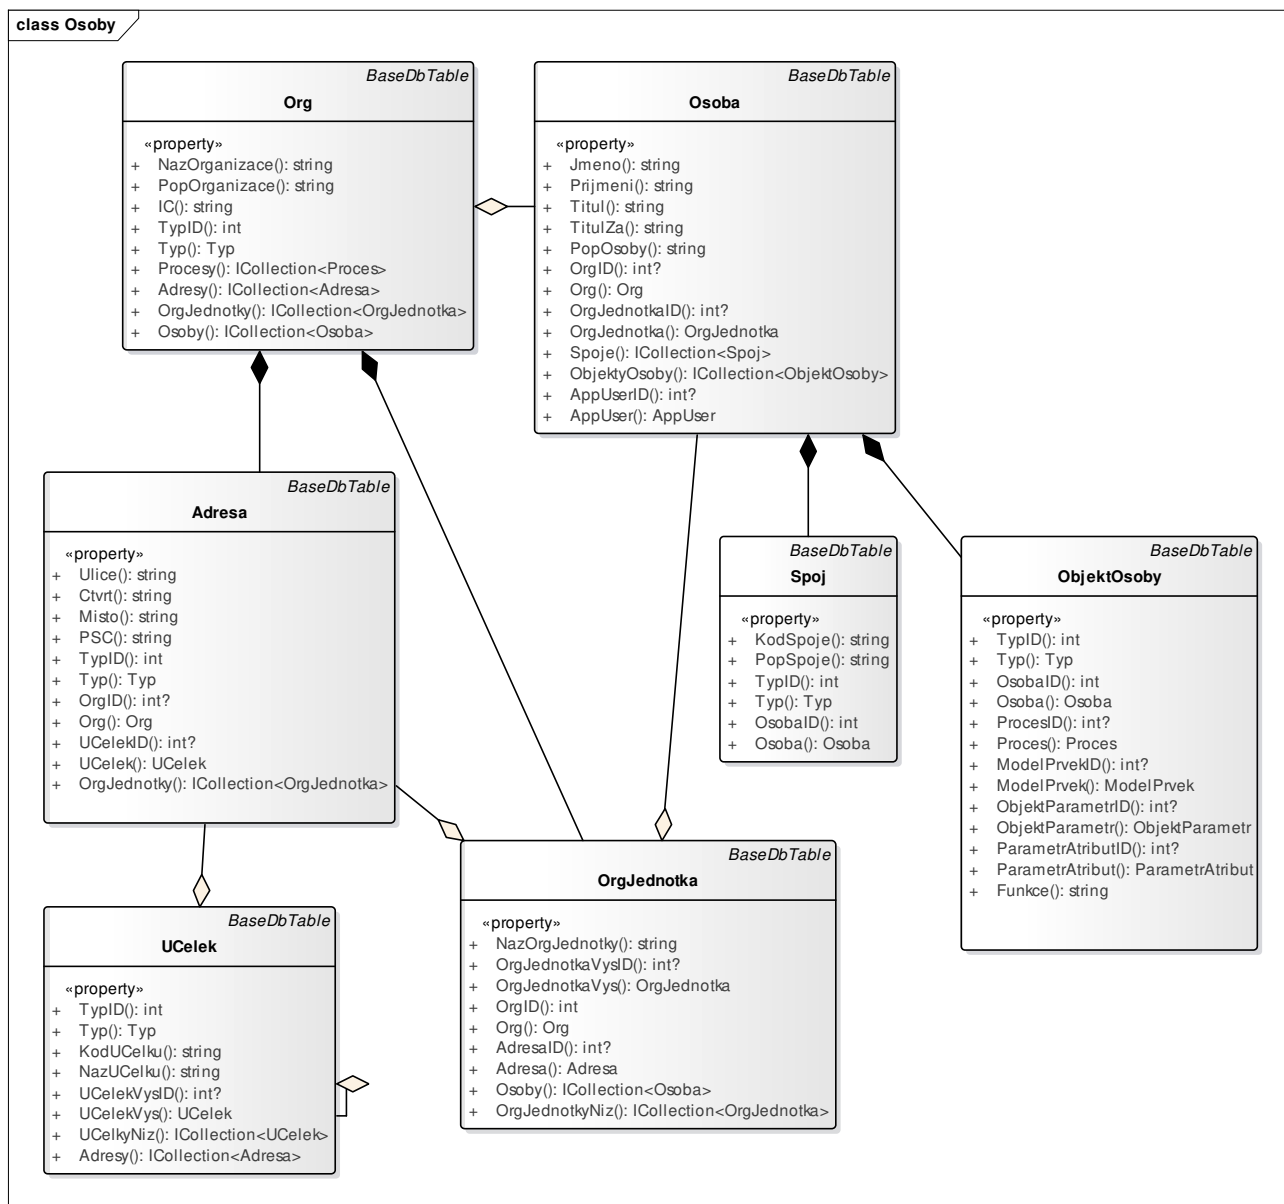 class Osoby
BaseDbTable
Org
«property»
+ NazOrganizace(): string
+ PopOrganizace(): string
+ IC(): string
+ TypID(): int
+ Typ(): Typ
+ Procesy(): ICollection<Proces>
+ Adresy(): ICollection<Adresa>
+ OrgJednotky(): ICollection<OrgJednotka>
+ Osoby(): ICollection<Osoba>
BaseDbTable
Osoba
«property»
+ Jmeno(): string
+ Prijmeni(): string
+ Titul(): string
+ TitulZa(): string
+ PopOsoby(): string
+ OrgID(): int?
+ Org(): Org
+ OrgJednotkaID(): int?
+ OrgJednotka(): OrgJednotka
+ Spoje(): ICollection<Spoj>
+ ObjektyOsoby(): ICollection<ObjektOsoby>
+ AppUserID(): int?
+ AppUser(): AppUser
BaseDbTable
Adresa
«property»
+ Ulice(): string
+ Ctvrt(): string
+ Misto(): string
+ PSC(): string
+ TypID(): int
+ Typ(): Typ
+ OrgID(): int?
+ Org(): Org
+ UCelekID(): int?
+ UCelek(): UCelek
+ OrgJednotky(): ICollection<OrgJednotka>
BaseDbTable
Spoj
«property»
+ KodSpoje(): string
+ PopSpoje(): string
+ TypID(): int
+ Typ(): Typ
+ OsobaID(): int
+ Osoba(): Osoba
BaseDbTable
ObjektOsoby
«property»
+ TypID(): int
+ Typ(): Typ
+ OsobaID(): int
+ Osoba(): Osoba
+ ProcesID(): int?
+ Proces(): Proces
+ ModelPrvekID(): int?
+ ModelPrvek(): ModelPrvek
+ ObjektParametrID(): int?
+ ObjektParametr(): ObjektParametr
+ ParametrAtributID(): int?
+ ParametrAtribut(): ParametrAtribut
+ Funkce(): string
BaseDbTable
UCelek
«property»
+ TypID(): int
+ Typ(): Typ
+ KodUCelku(): string
+ NazUCelku(): string
+ UCelekVysID(): int?
+ UCelekVys(): UCelek
+ UCelkyNiz(): ICollection<UCelek>
+ Adresy(): ICollection<Adresa>
BaseDbTable
OrgJednotka
«property»
+ NazOrgJednotky(): string
+ OrgJednotkaVysID(): int?
+ OrgJednotkaVys(): OrgJednotka
+ OrgID(): int
+ Org(): Org
+ AdresaID(): int?
+ Adresa(): Adresa
+ Osoby(): ICollection<Osoba>
+ OrgJednotkyNiz(): ICollection<OrgJednotka>